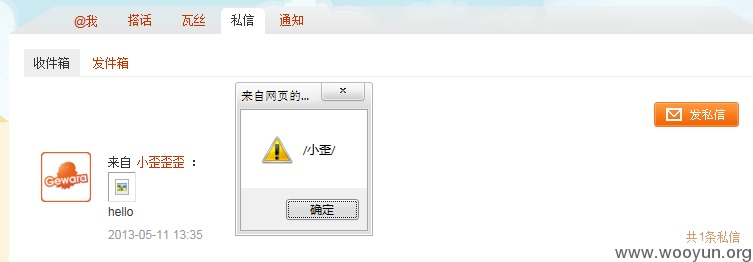 @我 搭话 瓦丝 私信 通知
收件箱 发件箱
来自网页的... x
发私信
来自 小歪歪歪 ：
Gewara
/小歪/
hello
确定
2013-05-11 13:35
共1条私信
www.wooyun.org